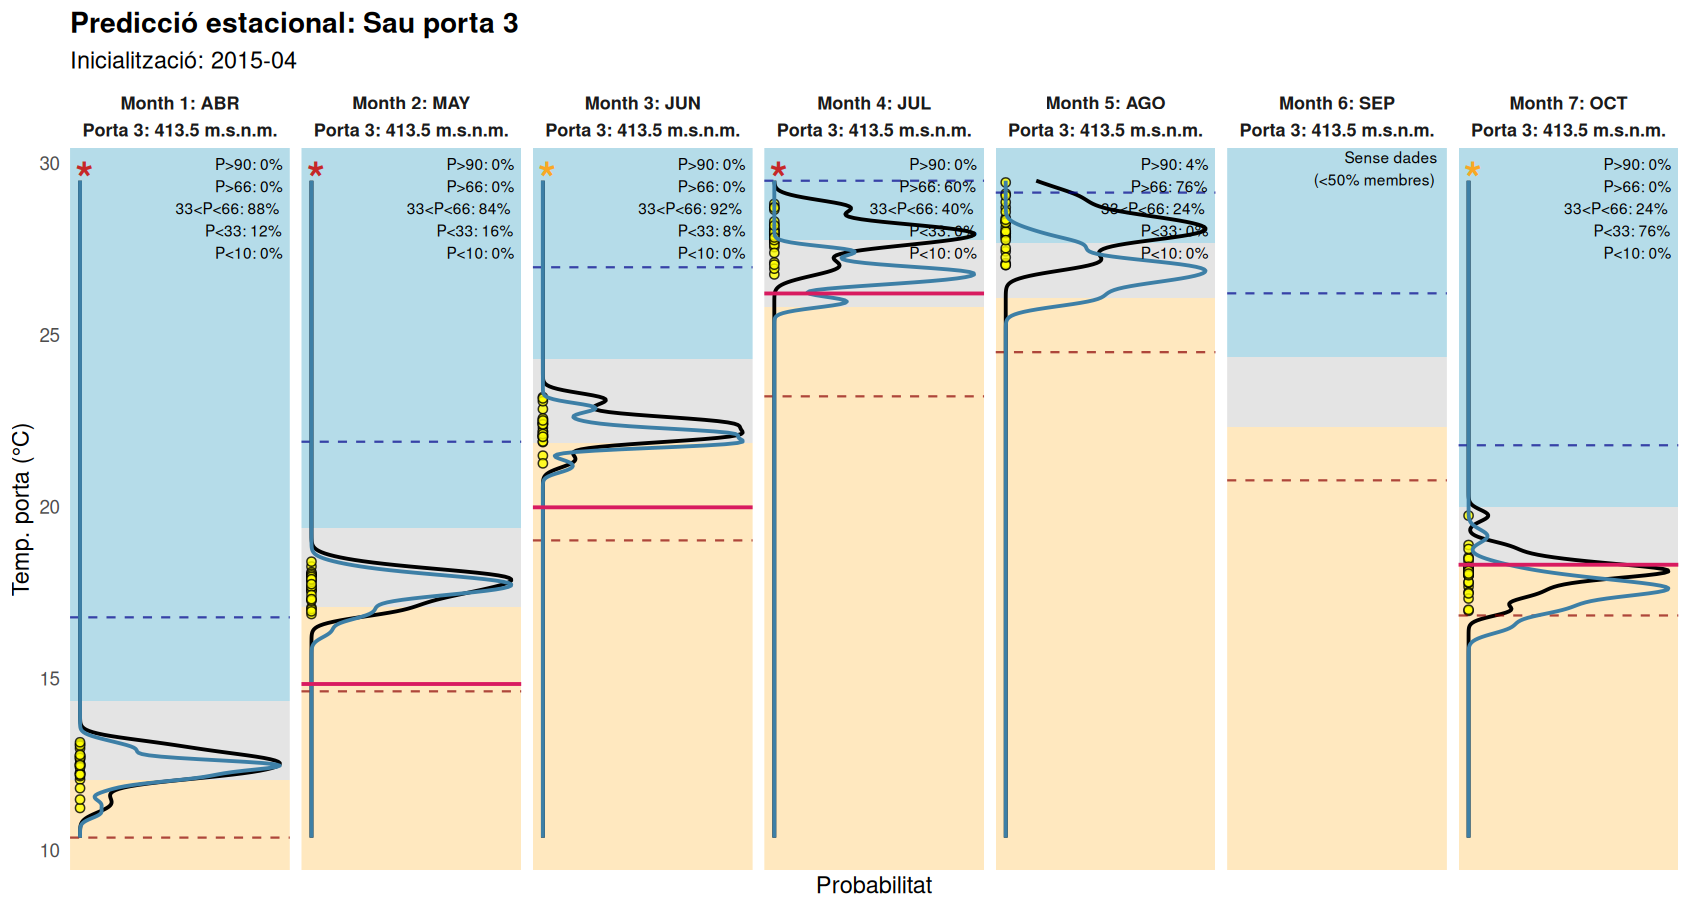 Predicció estacional: Sau porta 3
Inicialització: 2015-04
Month 1: ABR
Porta 3: 413.5 m.s.n.m.
Month 2: MAY
Porta 3: 413.5 m.s.n.m.
Month 3: JUN
Porta 3: 413.5 m.s.n.m.
Month 4: JUL
Porta 3: 413.5 m.s.n.m.
Month 5: AGO
Porta 3: 413.5 m.s.n.m.
Month 6: SEP
Porta 3: 413.5 m.s.n.m.
Month 7: OCT
Porta 3: 413.5 m.s.n.m.
Temp. porta (°C)
30
25
20
15
10
*
P>90: 0%
P>66: 0%
33<P<66: 88%
P<33: 12%
P<10: 0%
*
P>90: 0%
P>66: 0%
33<P<66: 84%
P<33: 16%
P<10: 0%
*
P>90: 0%
P>66: 0%
33<P<66: 92%
P<33: 8%
P<10: 0%
*
P>90: 0%
P>66: 60%
33<P<66: 40%
P<33: 0%
P<10: 0%
P>90: 4%
P>66: 76%
33<P<66: 24%
P<33: 0%
P<10: 0%
Sense dades
(<50% membres)
*
P>90: 0%
P>66: 0%
33<P<66: 24%
P<33: 76%
P<10: 0%
Probabilitat